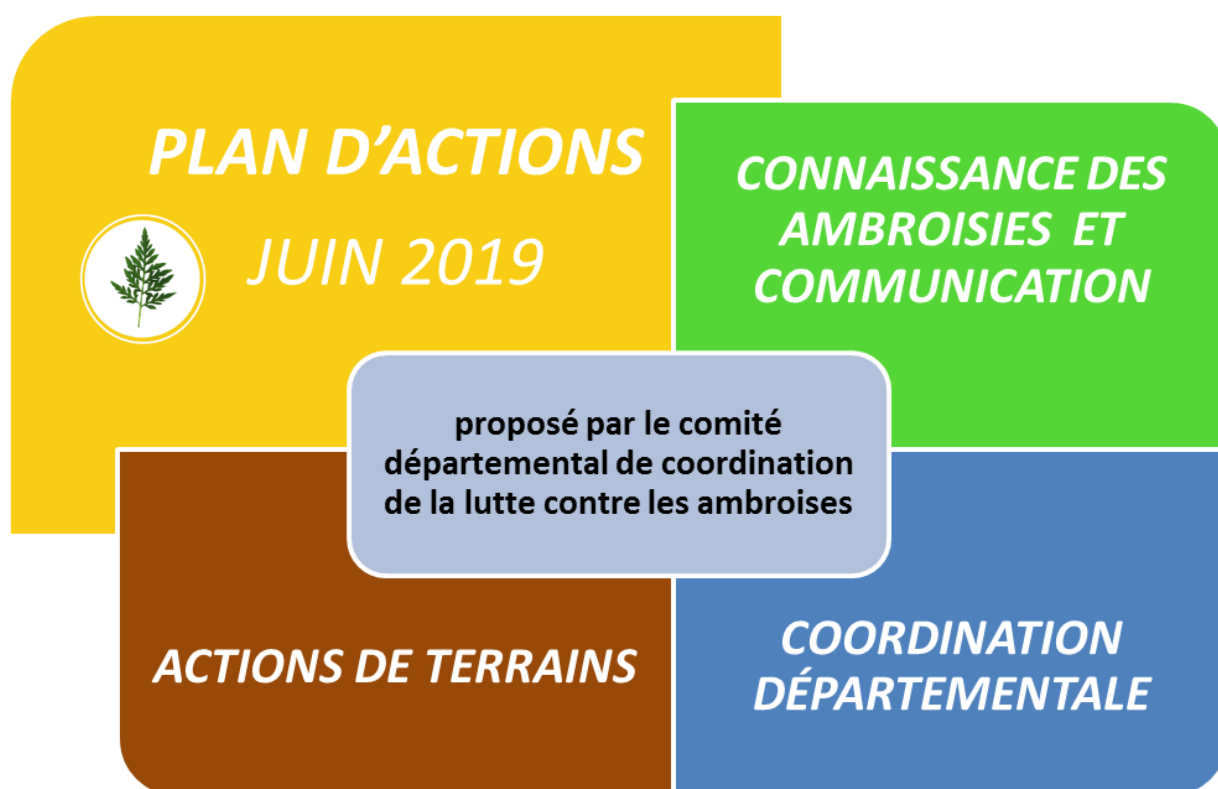 PLAN D’ACTIONS
JUIN 2019
CONNAISSANCE DES
AMBROISIES ET
COMMUNICATION
proposé par le comité
départemental de coordination
de la lutte contre les ambroises
ACTIONS DE TERRAINS
COORDINATION
DÉPARTEMENTALE